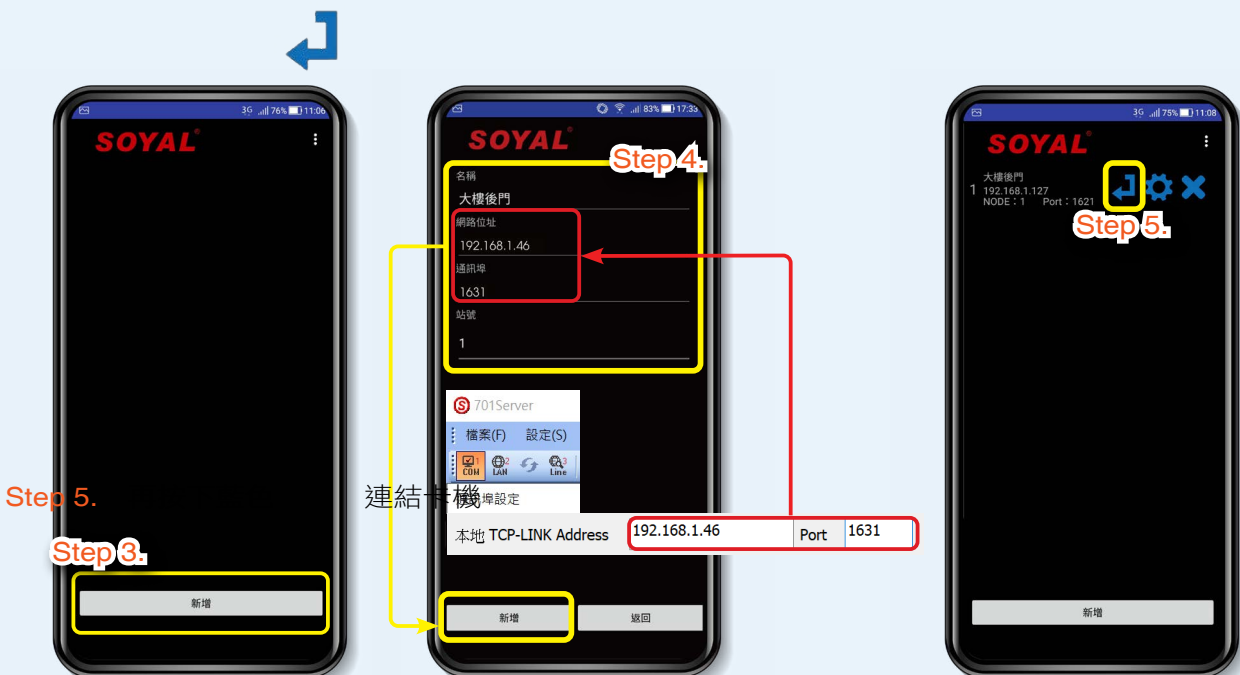 3G 76% 11:06
SOYAL®
Step 5.
Step 3.
新增
83% 17:33
SOYAL®
Step 4.
名稱
大樓後門
網路位址
192.168.1.46
通訊埠
1631
站號
1
701Server
檔案(F) 設定(S)
1 COM 2 LAN 3 Line
連結卡機
埠設定
本地 TCP-LINK Address 192.168.1.46 Port 1631
新增 返回
3G 75% 11:08
SOYAL®
大樓後門
1 192.168.1.127
NODE:1 Port:1621
Step 5.
新增